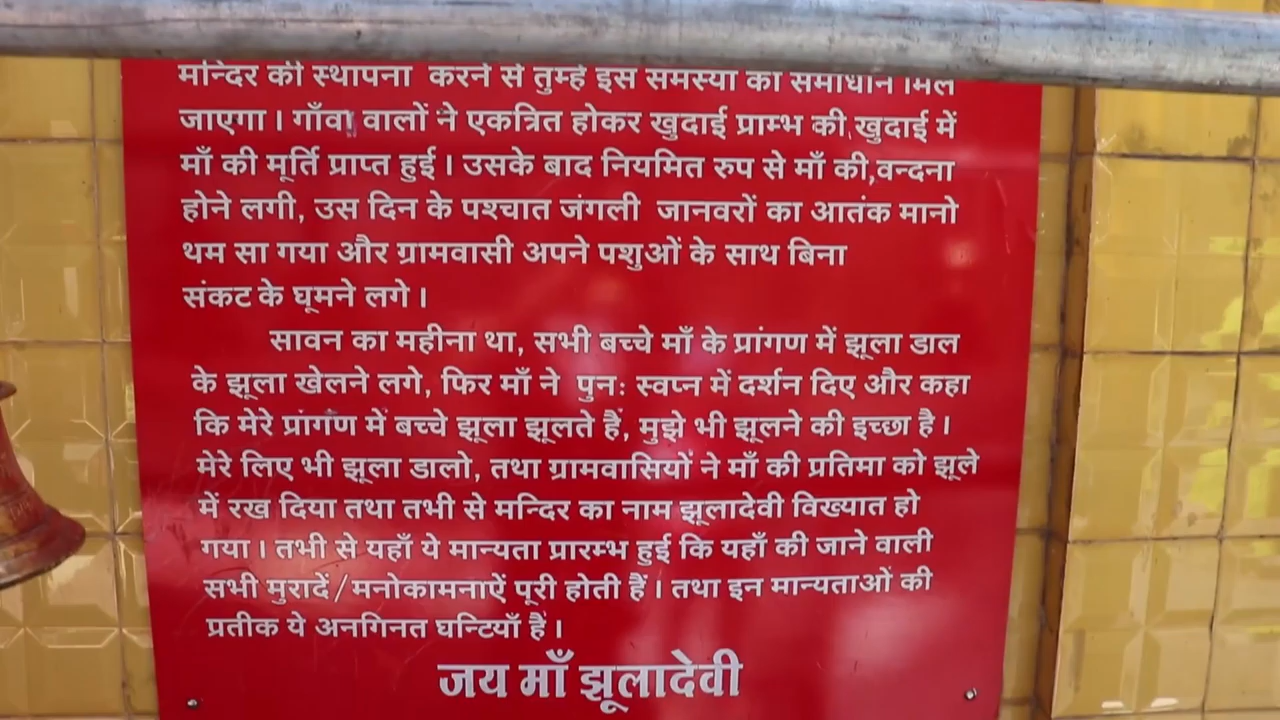 मन्दिर की स्थापना करने से तुम्हे इस समस्या का समाधान मिल
जाएगा । गाँवा वालों ने एकत्रित होकर खुदाई प्राम्भ की,खुदाई में
माँ की मूर्ति प्राप्त हुई । उसके बाद नियमित रुप से माँ की,वन्दना
होने लगी, उस दिन के पश्चात जंगली जानवरों का आतंक मानो
थम सा गया और ग्रामवासी अपने पशुओं के साथ बिना
संकट के घूमने लगे ।
सावन का महीना था, सभी बच्चे माँ के प्रांगण में झूला डाल
के झूला खेलने लगे, फिर माँ ने पुनः स्वप्न में दर्शन दिए और कहा
कि मेरे प्रांगंण में बच्चे झूला झूलते हैं, मुझे भी झूलने की इच्छा है ।
मेरे लिए भी झूला डालो, तथा ग्रामवासियों ने माँ की प्रतिमा को झूले
में रख दिया तथा तभी से मन्दिर का नाम झूलादेवी विख्यात हो
गया । तभी से यहाँ ये मान्यता प्रारम्भ हुई कि यहाँ की जाने वाली
सभी मुरादें/मनोकामनाऐं पूरी होती हैं । तथा इन मान्यताओं की
प्रतीक ये अनगिनत घन्टियाँ हैं ।
जय माँ झूलादेवी